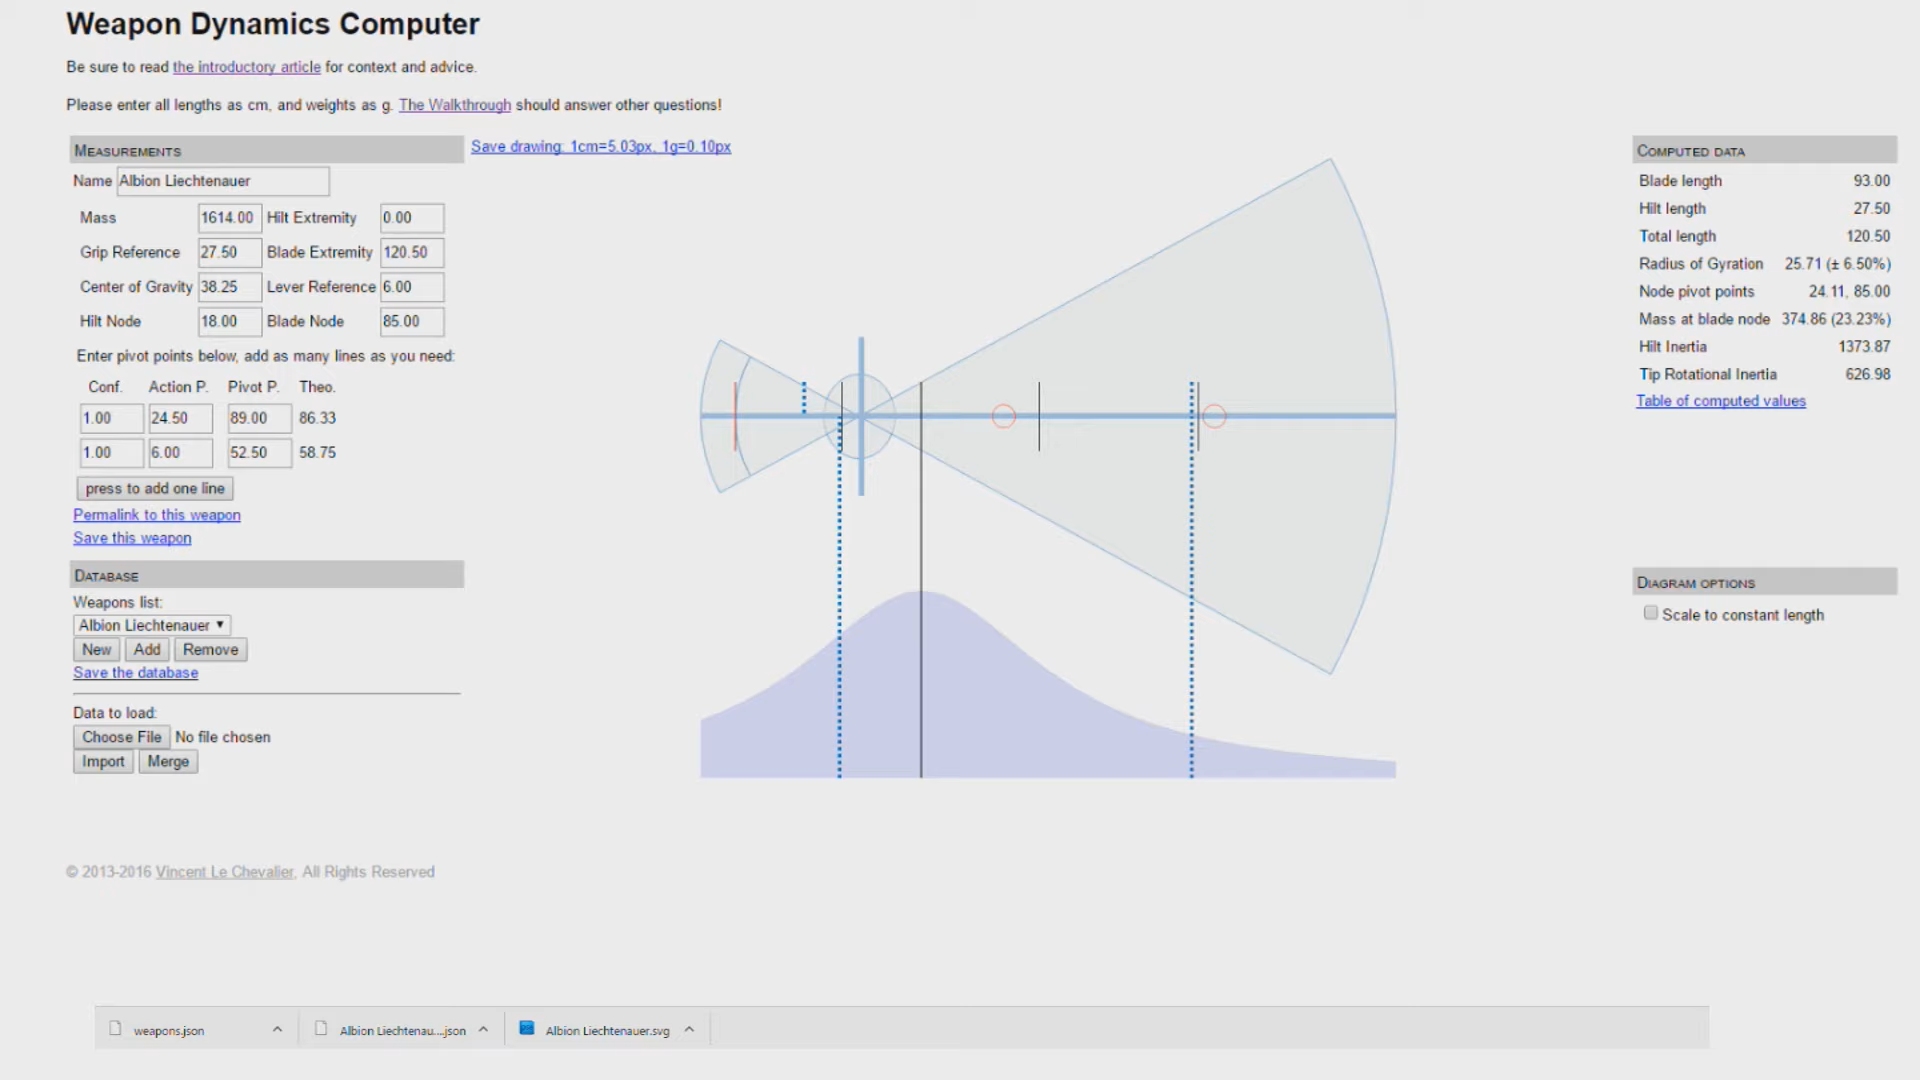 Weapon Dynamics Computer
Be sure to read the introductory article for context and advice.
Please enter all lengths as cm, and weights as g. The Walkthrough should answer other questions!
MEASUREMENTS
Name Albion Liechtenauer
Mass 1614.00 Hilt Extremity 0.00
Grip Reference 27.50 Blade Extremity 120.50
Center of Gravity 38.25 Lever Reference 6.00
Hilt Node 18.00 Blade Node 85.00
Enter pivot points below, add as many lines as you need:
Conf. Action P. Pivot P. Theo.
1.00 24.50 89.00 86.33
1.00 6.00 52.50 58.75
press to add one line
Permalink to this weapon
Save this weapon
DATABASE
Weapons list:
Albion Liechtenauer
New Add Remove
Save the database
Data to load:
Choose File No file chosen
Import Merge
Save drawing: 1cm=5.03px, 1g=0.10px
COMPUTED DATA
Blade length 93.00
Hilt length 27.50
Total length 120.50
Radius of Gyration 25.71 (± 6.50%)
Node pivot points 24.11, 85.00
Mass at blade node 374.86 (23.23%)
Hilt Inertia 1373.87
Tip Rotational Inertia 626.98
Table of computed values
DIAGRAM OPTIONS
Scale to constant length
© 2013-2016 Vincent Le Chevalier, All Rights Reserved
weapons.json Albion Liechtenau....json Albion Liechtenauer.svg